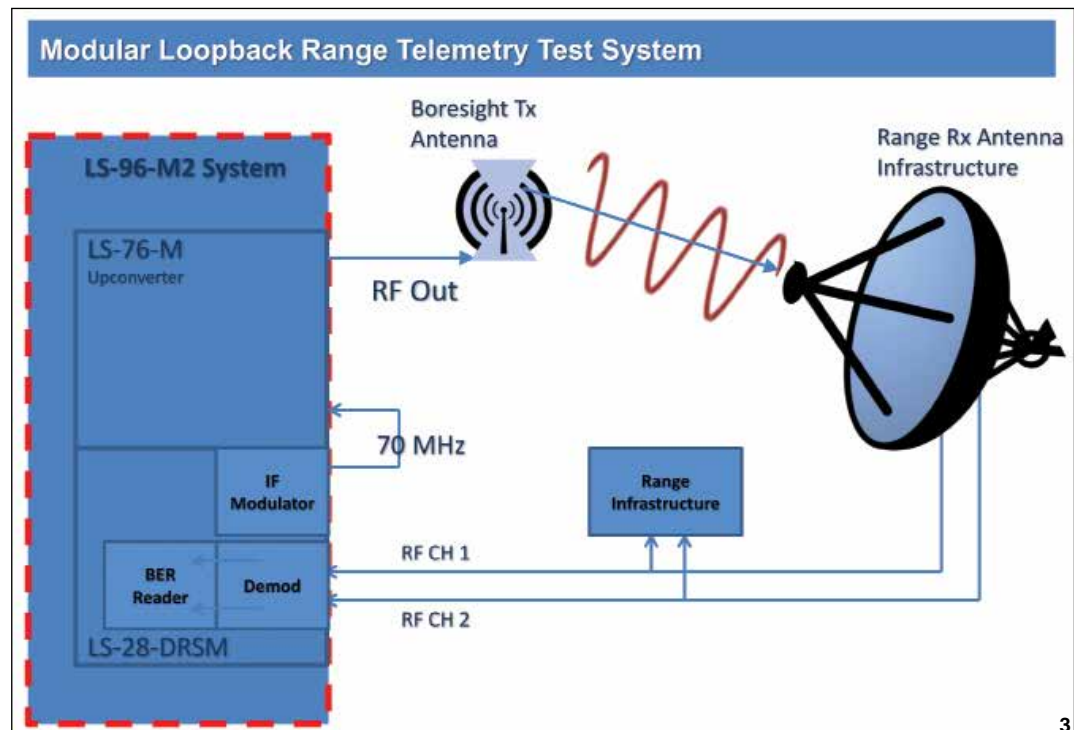 Modular Loopback Range Telemetry Test System
Boresight Tx
Antenna
Range Rx Antenna
Infrastructure
LS-96-M2 System
LS-76-M
Upconverter
RF Out
70 MHz
IF
Modulator
Range
Infrastructure
RF CH 1
BER
Reader
Demod
RF CH 2
LS-28-DRSM
3